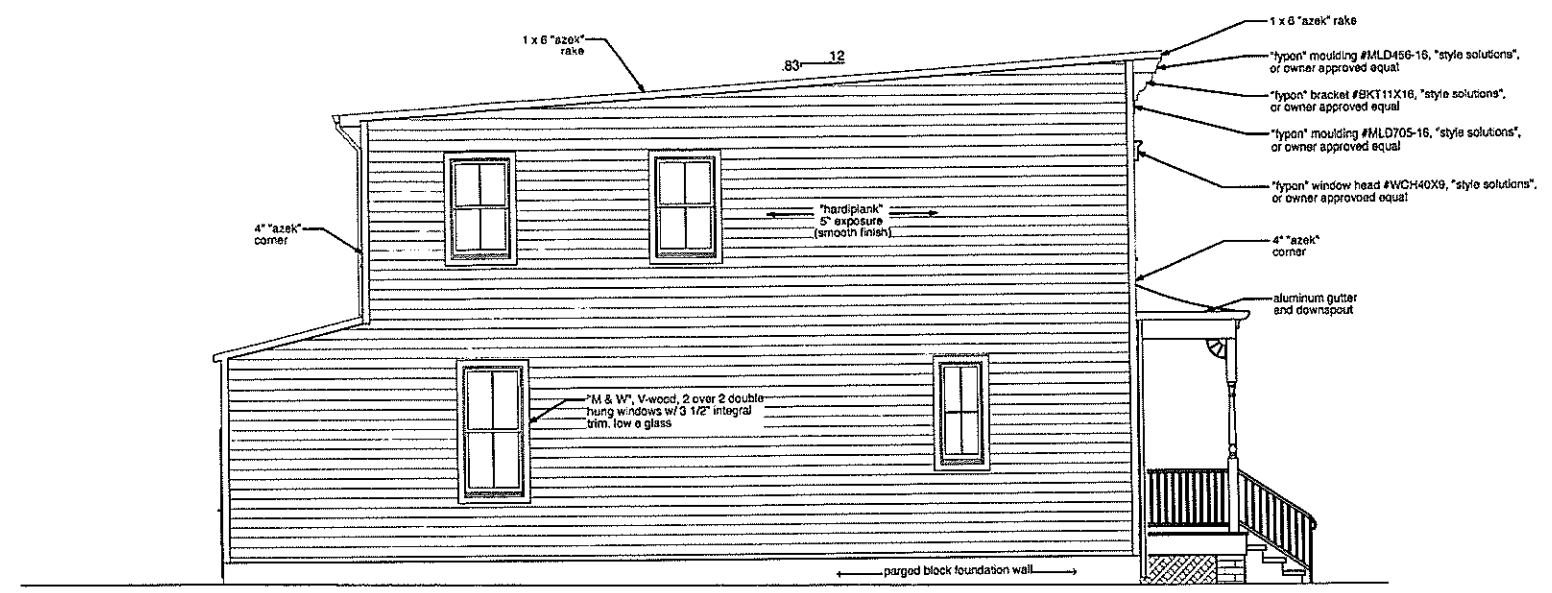 1 x 6 "azek" rake
1 x 6 "azek"
rake
.83
12
"fypon" moulding #MLD456-16, "style solutions",
or owner approved equal
"fypon" bracket #BKT11X16, "style solutions",
or owner approved equal
"fypon" moulding #MLD705-16, "style solutions",
or owner approved equal
"fypon" window head #WCH40X9, "style solutions",
or owner approvoed equal
"hardiplank"
5" exposure
(smooth finish)
4" "azek"
corner
4" "azek"
corner
aluminum gutter
and downspout
"M & W", V-wood, 2 over 2 double
hung windows w/ 3 1/2" integral
trim. low e glass
parged block foundation wall